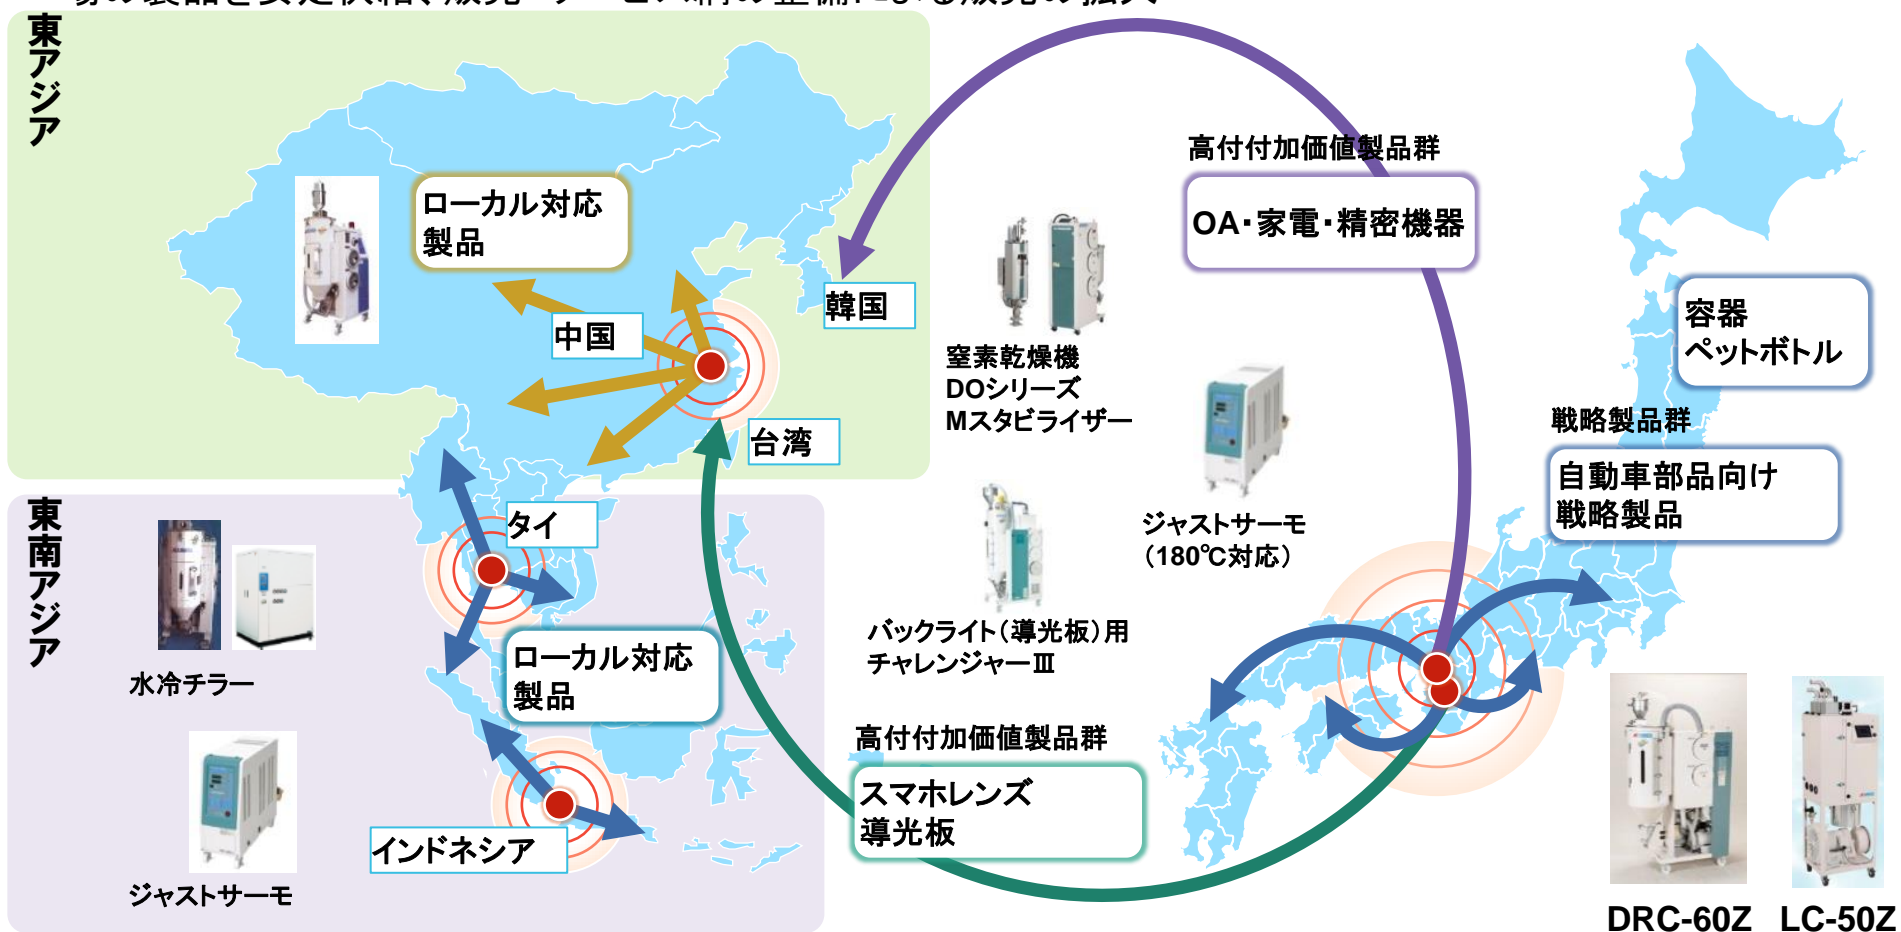 東アジア
ローカル対応
製品
中国
韓国
台湾
高付付加価値製品群
OA・家電・精密機器
窒素乾燥機
DOシリーズ
Mスタビライザー
ジャストサーモ
（180℃対応）
バックライト（導光板）用
チャレンジャーⅢ
容器
ペットボトル
戦略製品群
自動車部品向け
戦略製品
東南アジア
タイ
水冷チラー
ローカル対応
製品
ジャストサーモ
インドネシア
高付付加価値製品群
スマホレンズ
導光板
DRC-60Z
LC-50Z